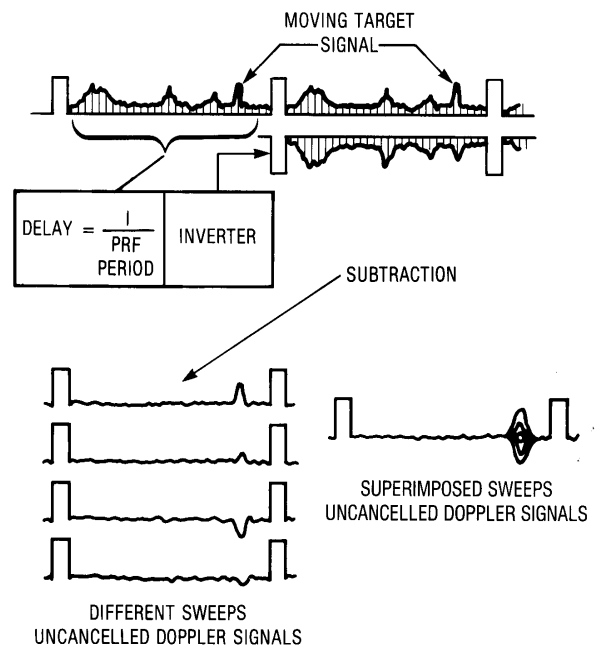 MOVING TARGET
SIGNAL
DELAY = 1
PRF
PERIOD
INVERTER
SUBTRACTION
SUPERIMPOSED SWEEPS
UNCANCELLED DOPPLER SIGNALS
DIFFERENT SWEEPS
UNCANCELLED DOPPLER SIGNALS